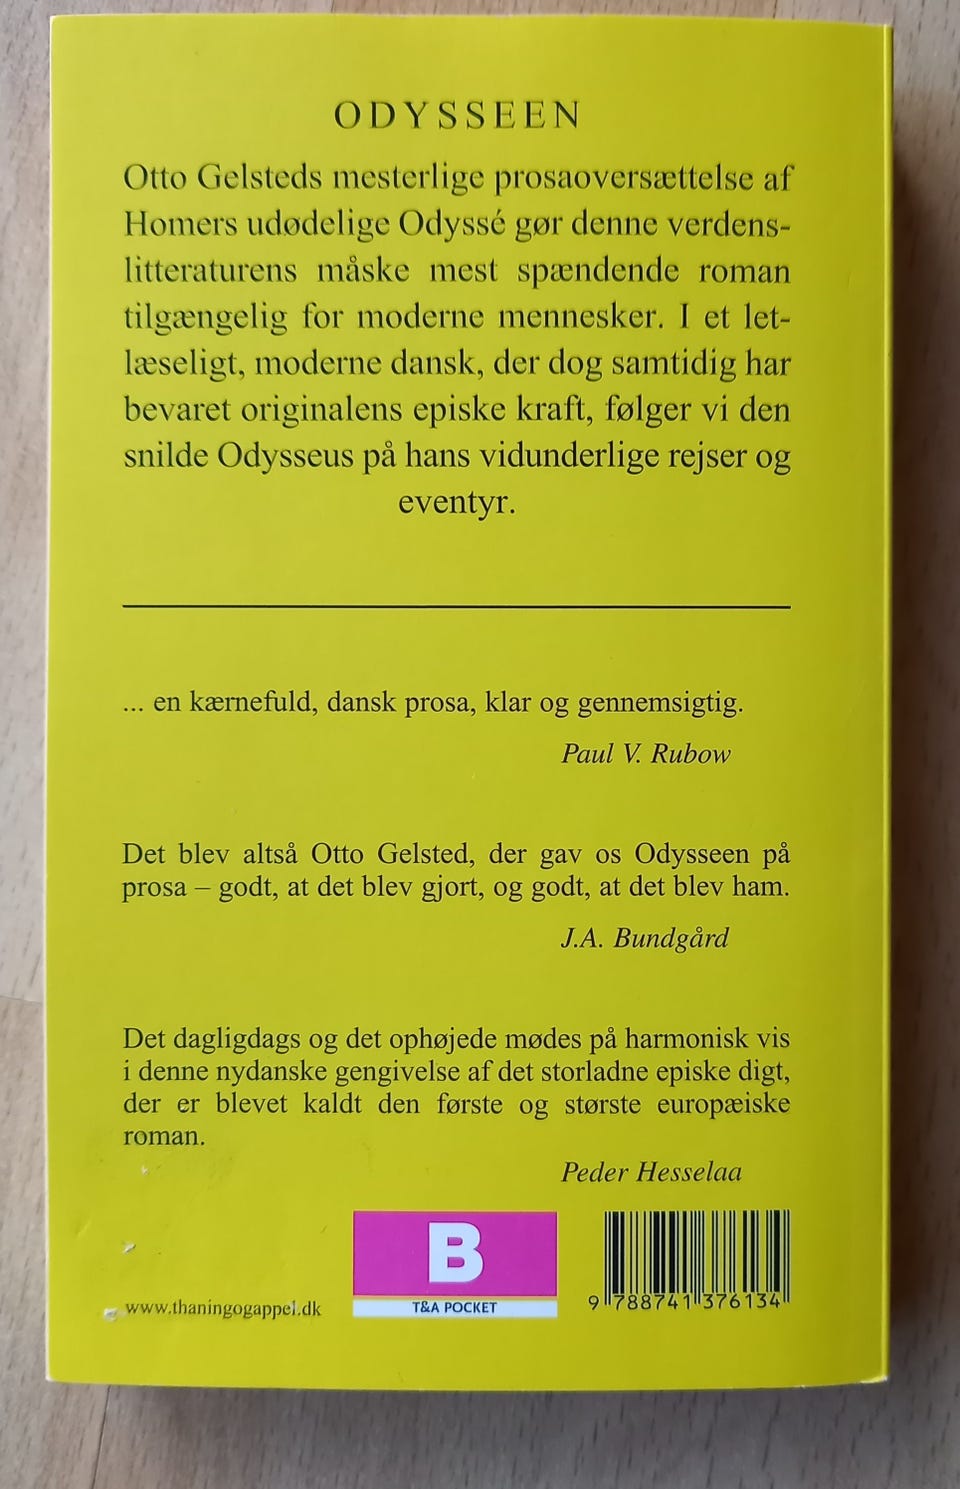 ODYSSEEN
Otto Gelsteds mesterlige prosaoversættelse af
Homers udødelige Odyssé gør denne verdens-
litteraturens måske mest spændende roman
tilgængelig for moderne mennesker. I et let-
læseligt, moderne dansk, der dog samtidig har
bevaret originalens episke kraft, følger vi den
snilde Odysseus på hans vidunderlige rejser og
eventyr.
... en kærnefuld, dansk prosa, klar og gennemsigtig.
Paul V. Rubow
Det blev altså Otto Gelsted, der gav os Odysseen på
prosa – godt, at det blev gjort, og godt, at det blev ham.
J.A. Bundgård
Det dagligdags og det ophøjede mødes på harmonisk vis
i denne nydanske gengivelse af det storladne episke digt,
der er blevet kaldt den første og største europæiske
roman.
Peder Hesselaa
B
T&A POCKET
www.thaningogappel.dk
9 788741 376134